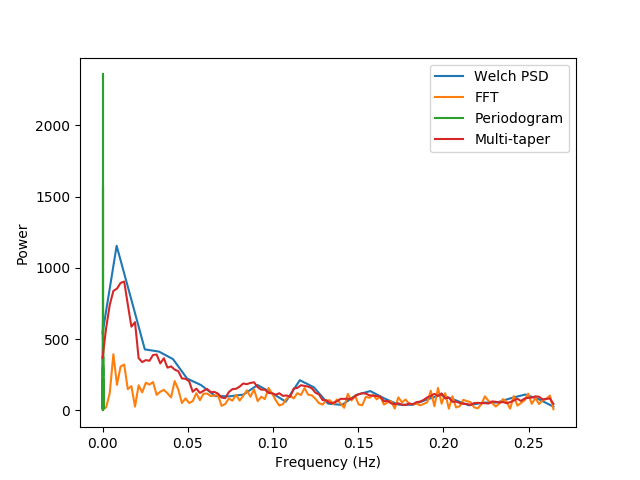 Welch PSD
FFT
Periodogram
Multi-taper
Power
2000
1500
1000
500
0
0.00 0.05 0.10 0.15 0.20 0.25
Frequency (Hz)